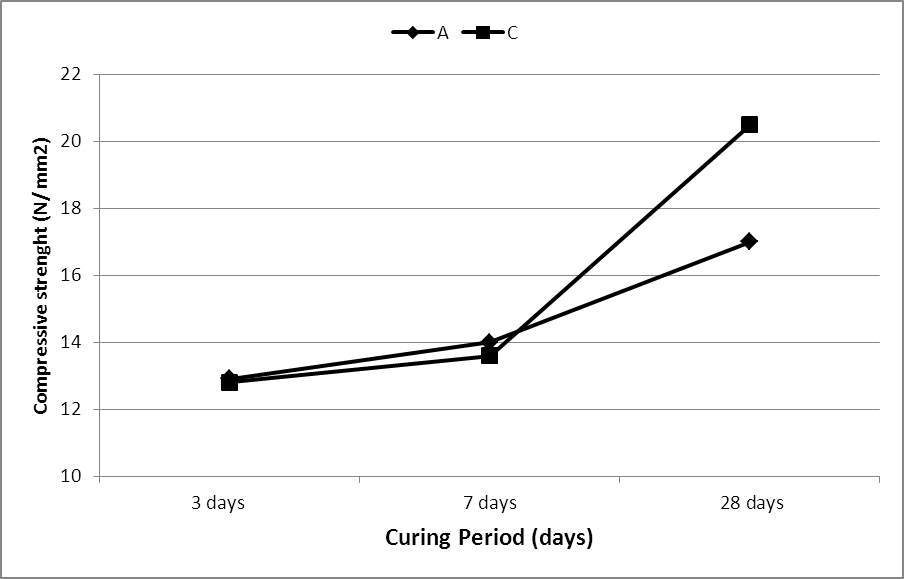 A C
22
20
18
16
14
12
10
Compressive strenght (N/mm2)
3 days 7 days 28 days
Curing Period (days)